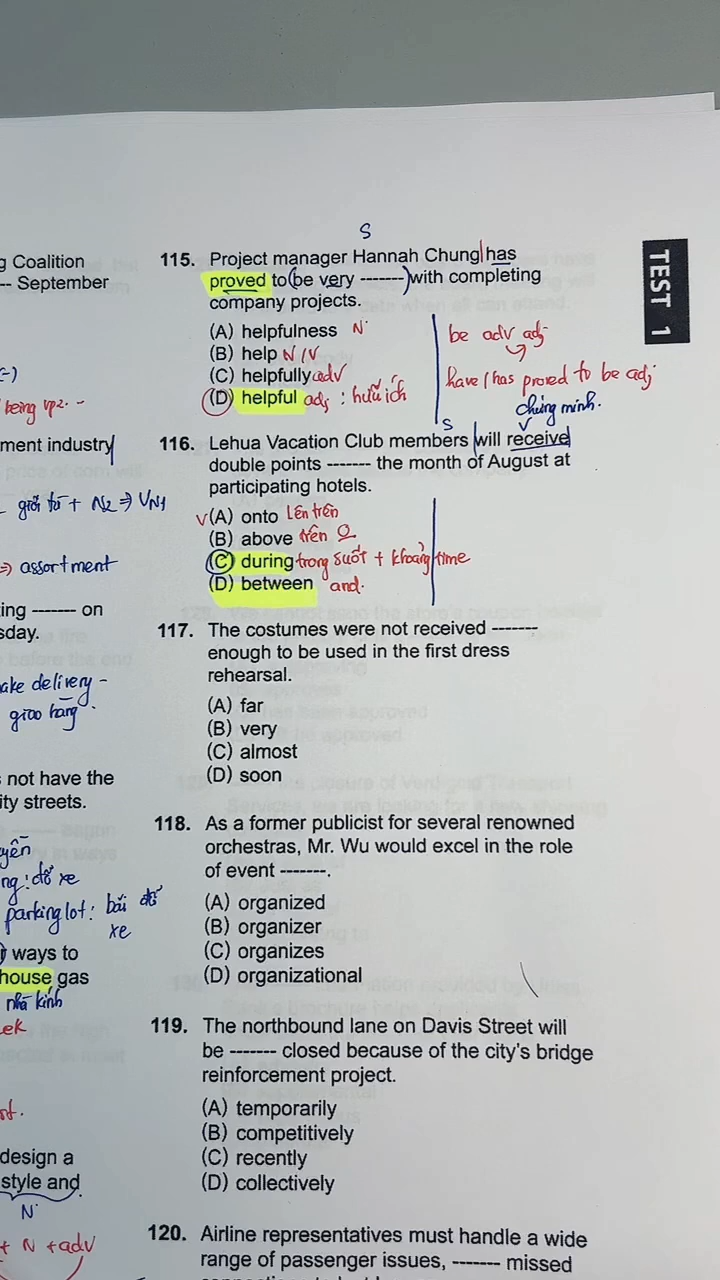 TEST 1
g Coalition
-- September
(-)
being vp2.
ment industry
giới từ + N2 ⇒ VN1
⇒ assortment
ing ------- on
sday.
ake delivery -
giao hàng.
not have the
ity streets.
đỗ xe
parking lot: bãi đỗ
xe
ways to
house gas
nhà kính
design a
style and
N
+ N + adv
S
115. Project manager Hannah Chung has
proved to (be very -------) with completing
company projects.
(A) helpfulness N
(B) help N/V
(C) helpfully adv
(D) helpful adj : hữu ích
be adv adj
have/has proved to be adj
chứng minh.
S V
116. Lehua Vacation Club members will receive
double points ------- the month of August at
participating hotels.
V(A) onto lên trên
(B) above trên
(C) during trong suốt + khoảng time
(D) between and.
117. The costumes were not received -------
enough to be used in the first dress
rehearsal.
(A) far
(B) very
(C) almost
(D) soon
118. As a former publicist for several renowned
orchestras, Mr. Wu would excel in the role
of event -------.
(A) organized
(B) organizer
(C) organizes
(D) organizational
119. The northbound lane on Davis Street will
be ------- closed because of the city's bridge
reinforcement project.
(A) temporarily
(B) competitively
(C) recently
(D) collectively
120. Airline representatives must handle a wide
range of passenger issues, ------- missed